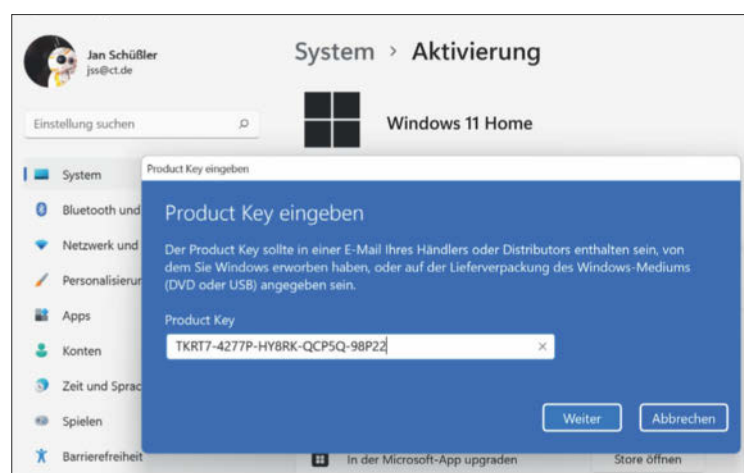 Jan Schüßler
jss@ct.de
System > Aktivierung
Einstellung suchen
Windows 11 Home
System
Bluetooth und
Netzwerk und
Personalisierun
Apps
Konten
Zeit und Sprac
Spielen
Barrierefreiheit
Product Key eingeben
Product Key eingeben
Der Product Key sollte in einer E-Mail Ihres Händlers oder Distributors enthalten sein, von
dem Sie Windows erworben haben, oder auf der Lieferverpackung des Windows-Mediums
(DVD oder USB) angegeben sein.
Product Key
TKRT7-4277P-HY8RK-QCP5Q-98P22
Weiter
Abbrechen
In der Microsoft-App upgraden
Store öffnen